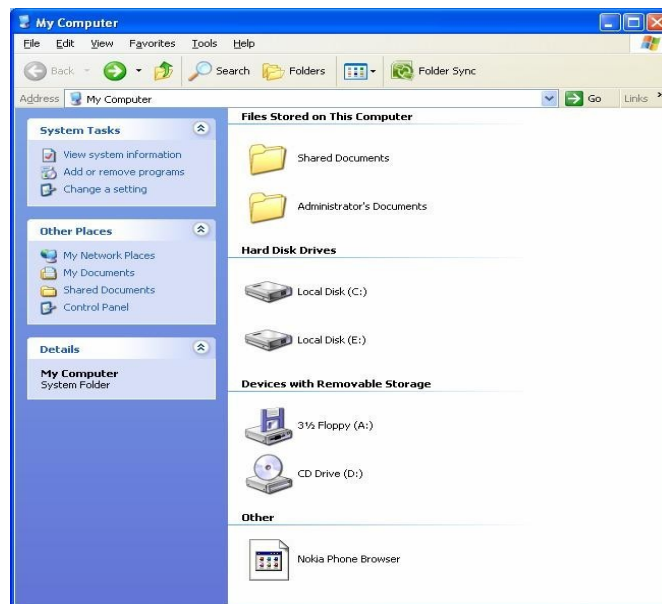 My Computer
File Edit View Favorites Tools Help
Back Search Folders Folder Sync
Address My Computer Go Links »
System Tasks
View system information
Add or remove programs
Change a setting
Other Places
My Network Places
My Documents
Shared Documents
Control Panel
Details
My Computer
System Folder
Files Stored on This Computer
Shared Documents
Administrator's Documents
Hard Disk Drives
Local Disk (C:)
Local Disk (E:)
Devices with Removable Storage
3½ Floppy (A:)
CD Drive (D:)
Other
Nokia Phone Browser